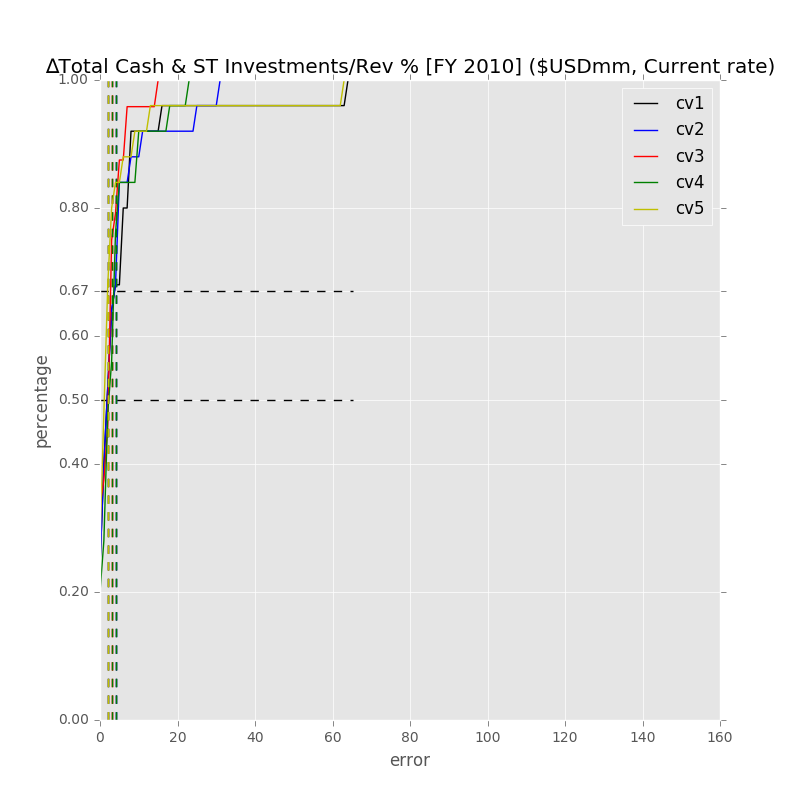 ΔTotal Cash & ST Investments/Rev % [FY 2010] ($USDmm, Current rate)
1.00
0.80
0.67
0.60
0.50
0.40
0.20
0.00
percentage
cv1
cv2
cv3
cv4
cv5
0 20 40 60 80 100 120 140 160
error